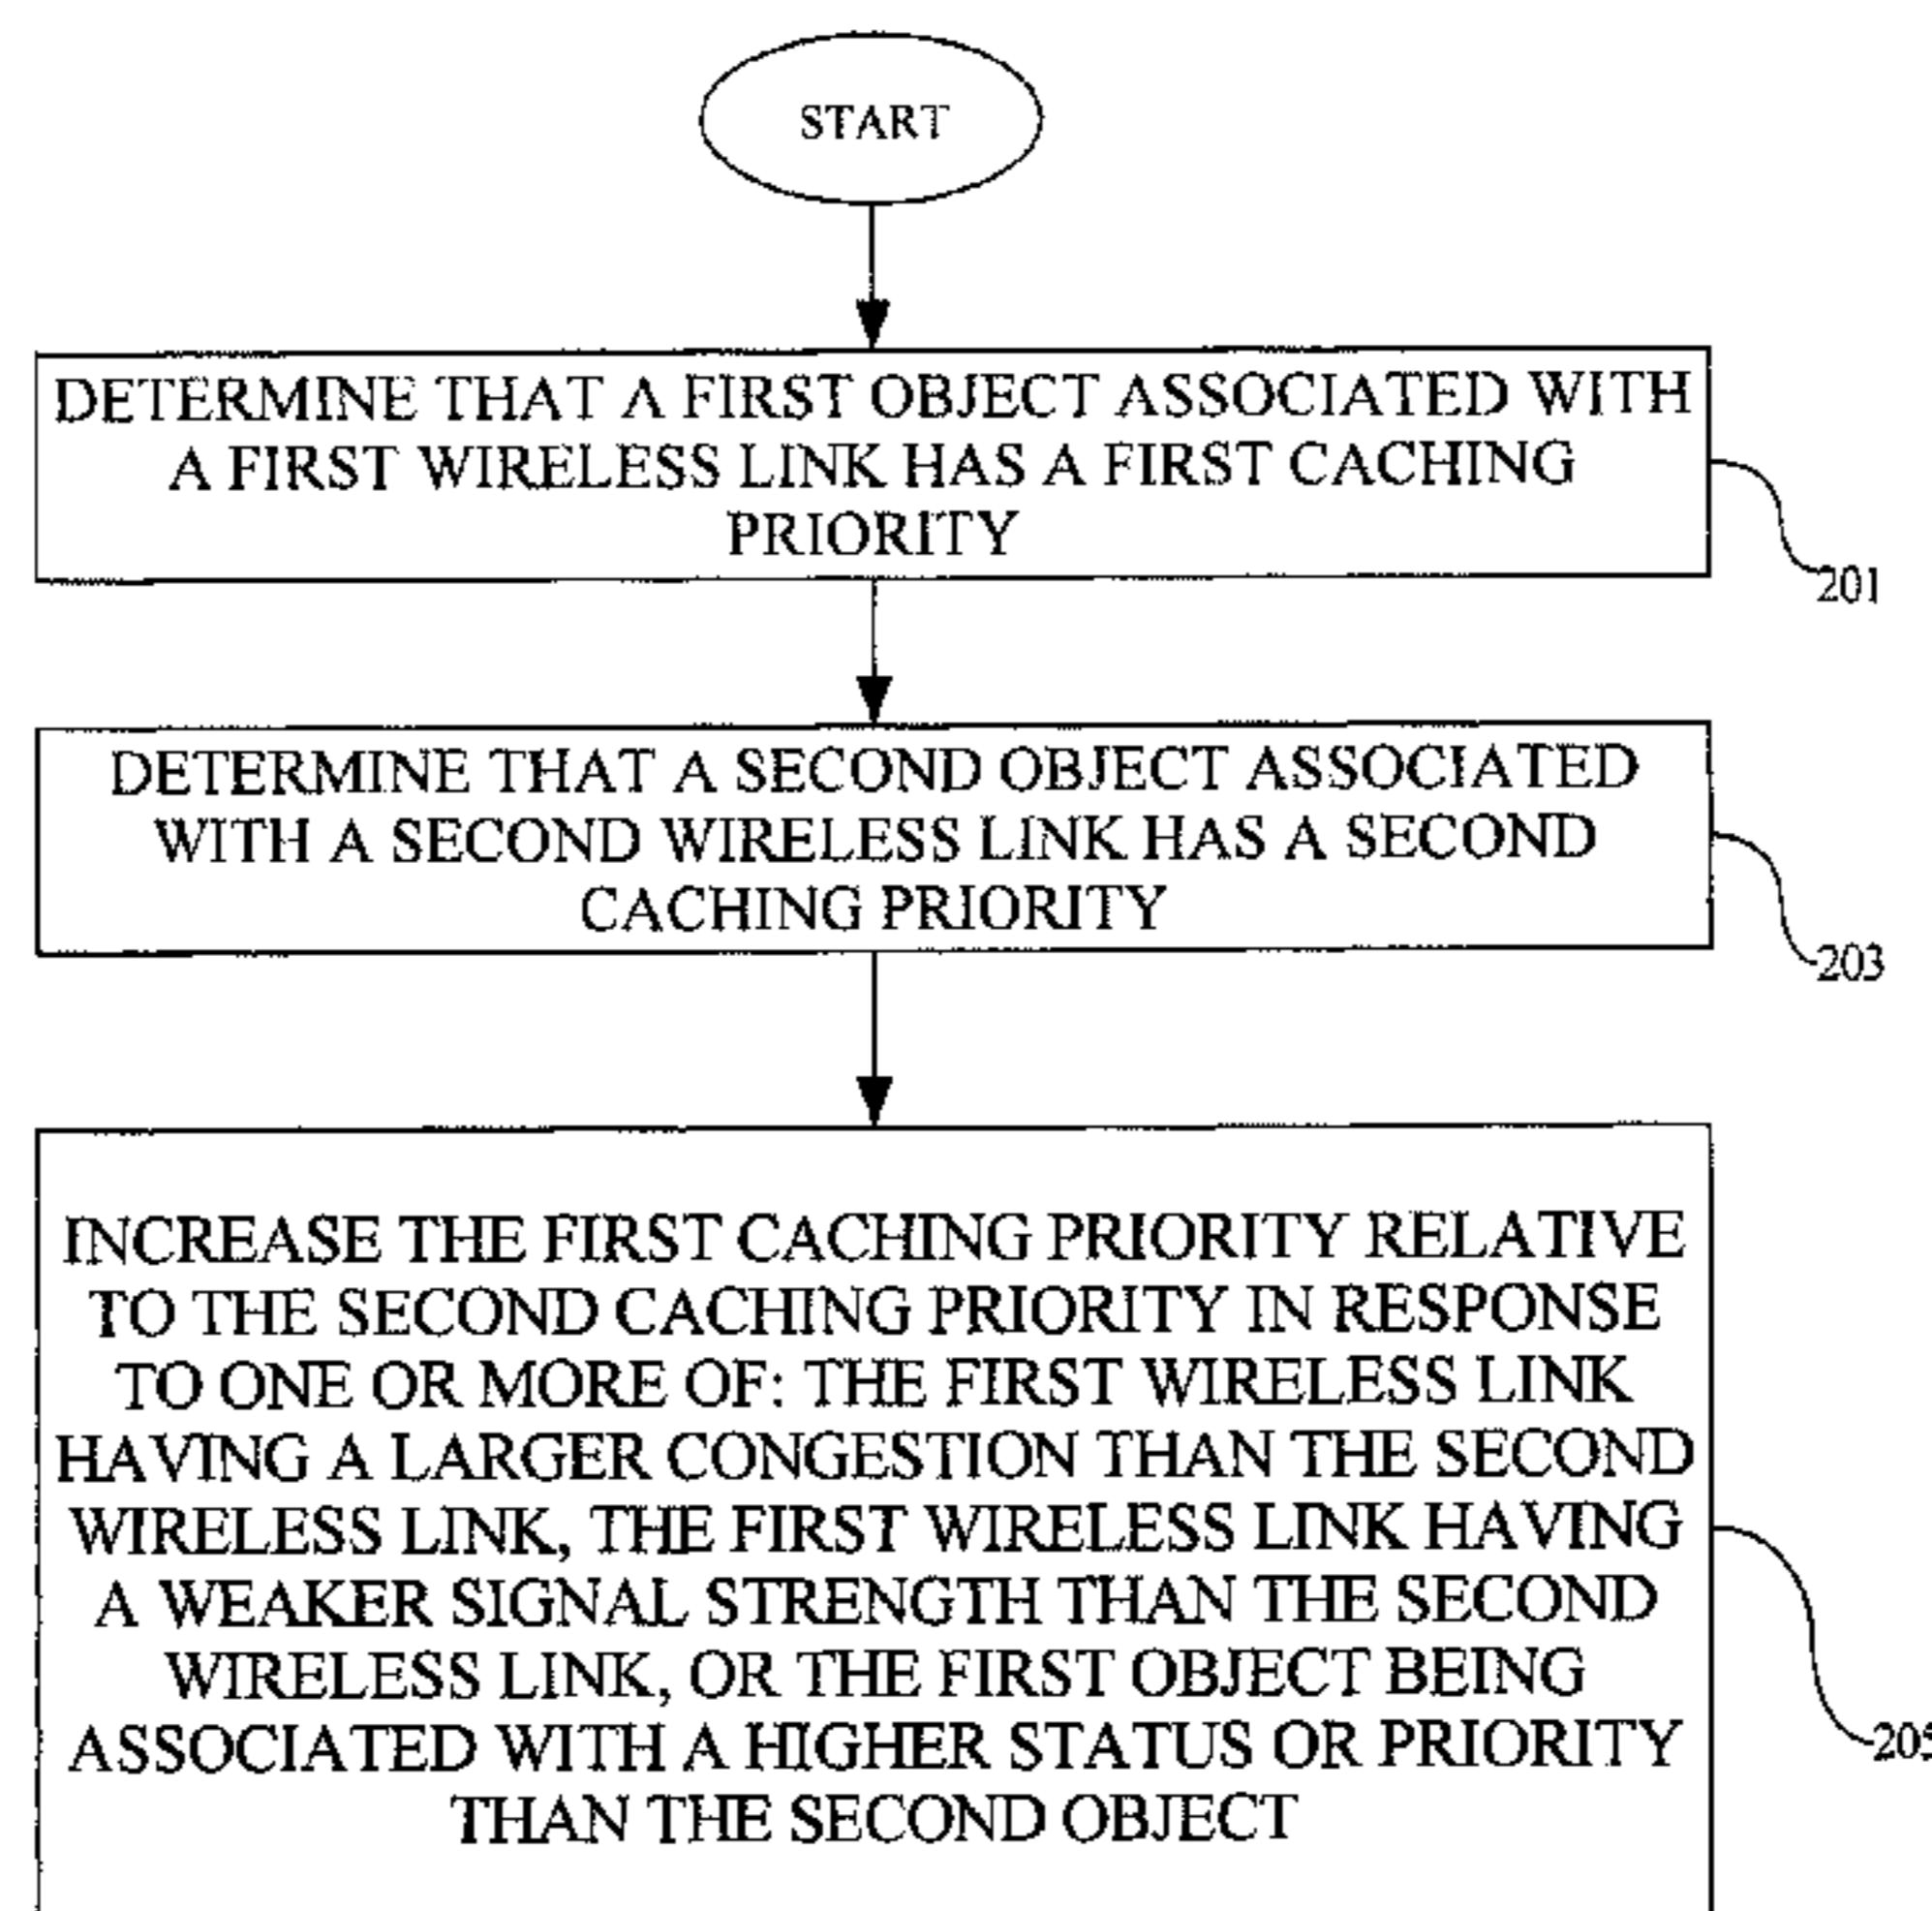 START
DETERMINE THAT A FIRST OBJECT ASSOCIATED WITH
A FIRST WIRELESS LINK HAS A FIRST CACHING
PRIORITY
201
DETERMINE THAT A SECOND OBJECT ASSOCIATED
WITH A SECOND WIRELESS LINK HAS A SECOND
CACHING PRIORITY
203
INCREASE THE FIRST CACHING PRIORITY RELATIVE
TO THE SECOND CACHING PRIORITY IN RESPONSE
TO ONE OR MORE OF: THE FIRST WIRELESS LINK
HAVING A LARGER CONGESTION THAN THE SECOND
WIRELESS LINK, THE FIRST WIRELESS LINK HAVING
A WEAKER SIGNAL STRENGTH THAN THE SECOND
WIRELESS LINK, OR THE FIRST OBJECT BEING
ASSOCIATED WITH A HIGHER STATUS OR PRIORITY
THAN THE SECOND OBJECT
205